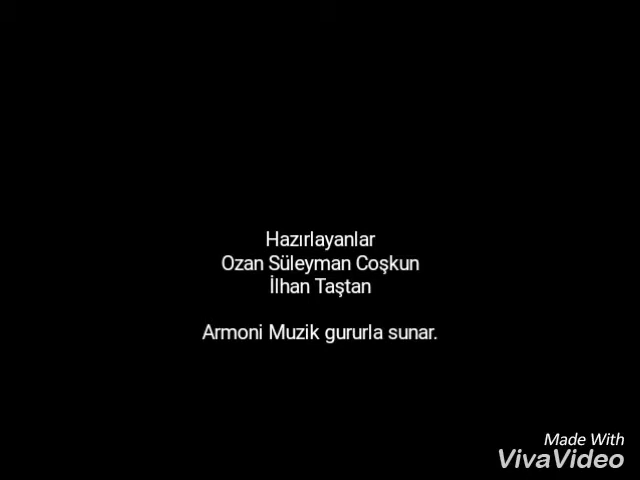 Hazırlayanlar
Ozan Süleyman Coşkun
İlhan Taştan
Armoni Muzik gururla sunar.
Made With
VivaVideo